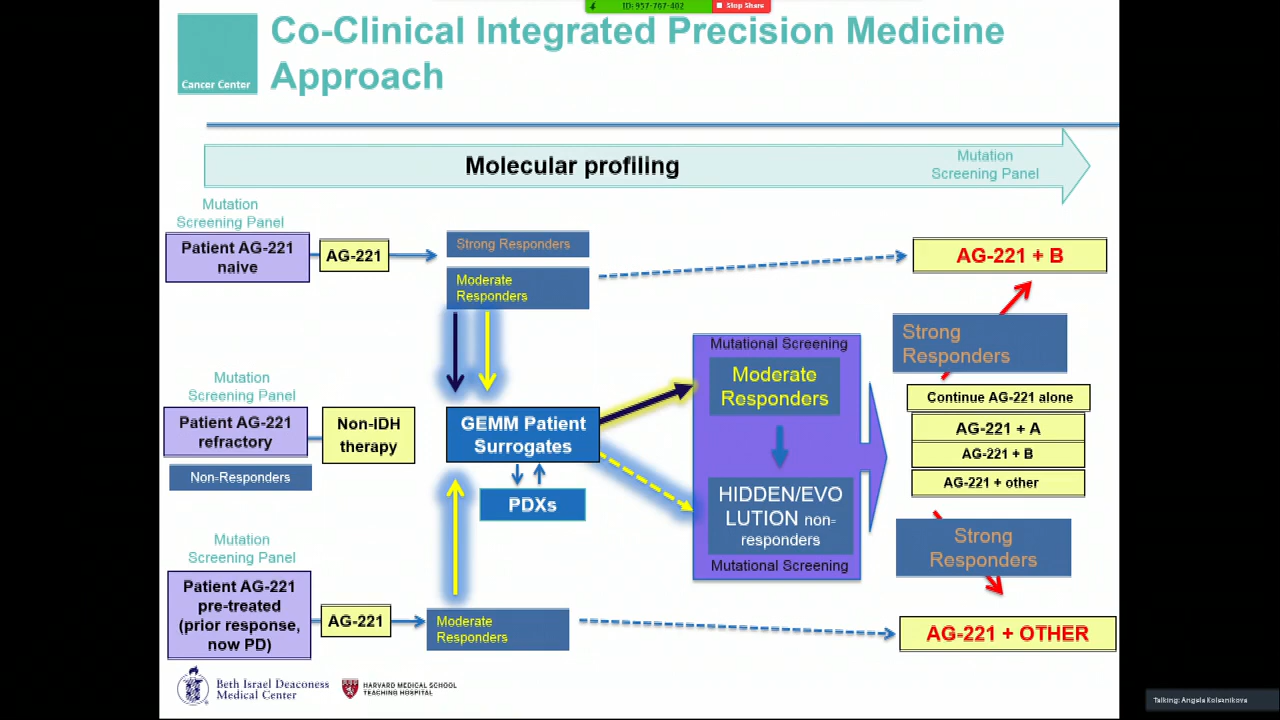 ID: 957-767-402
Stop Share
Co-Clinical Integrated Precision Medicine
Approach
Cancer Center
Molecular profiling
Mutation
Screening Panel
Mutation
Screening Panel
Patient AG-221
naive
AG-221
Strong Responders
Moderate
Responders
AG-221 + B
Strong
Responders
Mutational Screening
Moderate
Responders
Mutation
Screening Panel
Patient AG-221
refractory
Non-Responders
Non-IDH
therapy
GEMM Patient
Surrogates
PDXs
HIDDEN/EVO
LUTION non-
responders
Mutational Screening
Continue AG-221 alone
AG-221 + A
AG-221 + B
AG-221 + other
Strong
Responders
Mutation
Screening Panel
Patient AG-221
pre-treated
(prior response,
now PD)
AG-221
Moderate
Responders
AG-221 + OTHER
Beth Israel Deaconess
Medical Center
HARVARD MEDICAL SCHOOL
TEACHING HOSPITAL
Talking: Angela Kolsanikova